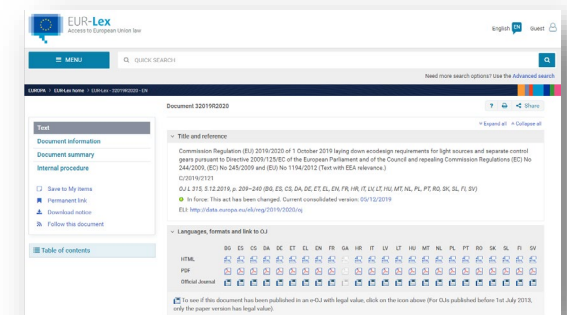 EUR-Lex
Access to European Union law
English EN Guest
MENU
QUICK SEARCH
Need more search options? Use the Advanced search
EUROPA > EUR-Lex home > EUR-Lex - 32019R2020 - EN
Document 32019R2020
? Share
Expand all Collapse all
Text
Document information
Document summary
Internal procedure
Save to My items
Permanent link
Download notice
Follow this document
Table of contents
Title and reference
Commission Regulation (EU) 2019/2020 of 1 October 2019 laying down ecodesign requirements for light sources and separate control
gears pursuant to Directive 2009/125/EC of the European Parliament and of the Council and repealing Commission Regulations (EC) No
244/2009, (EC) No 245/2009 and (EU) No 1194/2012 (Text with EEA relevance.)
C/2019/2121
OJ L 315, 5.12.2019, p. 209–240 (BG, ES, CS, DA, DE, ET, EL, EN, FR, HR, IT, LV, LT, HU, MT, NL, PL, PT, RO, SK, SL, FI, SV)
In force: This act has been changed. Current consolidated version: 05/12/2019
ELI: http://data.europa.eu/eli/reg/2019/2020/oj
Languages, formats and link to OJ
BG ES CS DA DE ET EL EN FR GA HR IT LV LT HU MT NL PL PT RO SK SL FI SV
HTML
PDF
Official Journal
To see if this document has been published in an e-OJ with legal value, click on the icon above (For OJs published before 1st July 2013,
only the paper version has legal value).